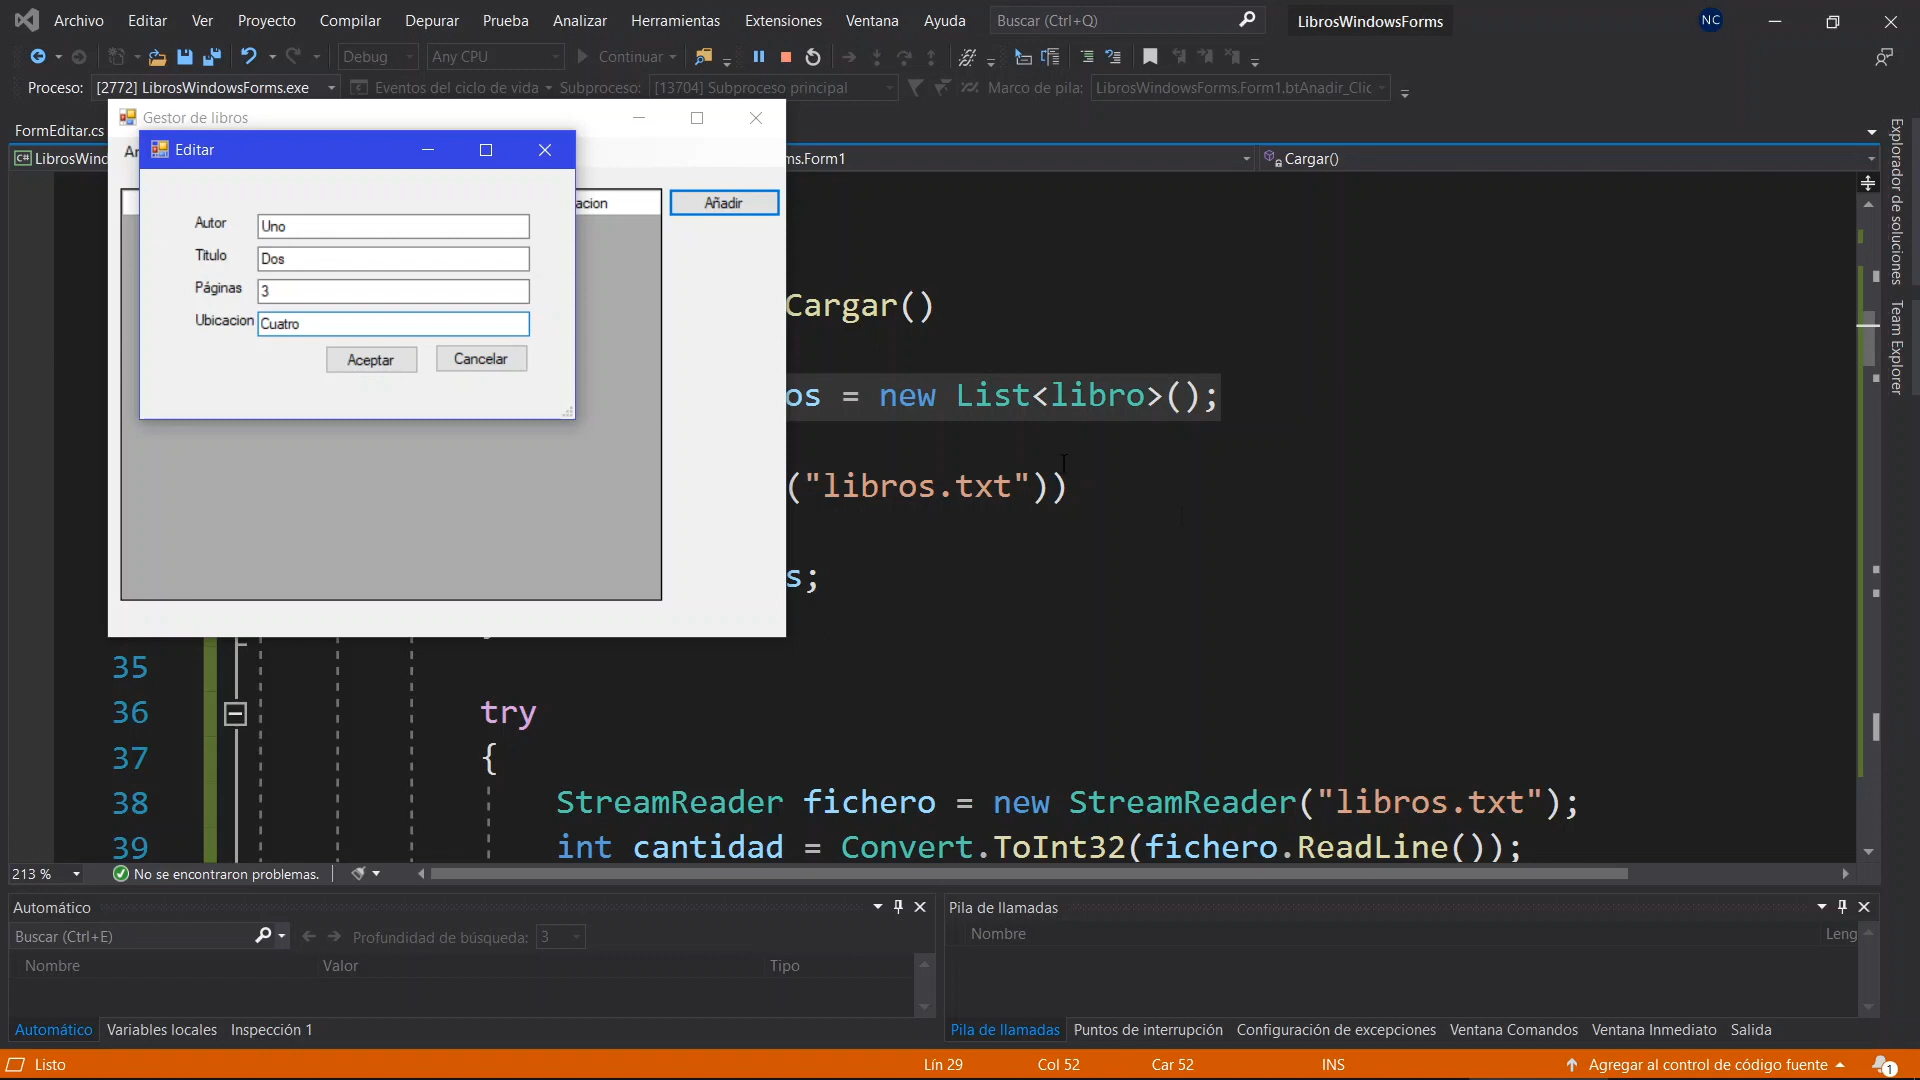 Archivo Editar Ver Proyecto Compilar Depurar Prueba Analizar Herramientas Extensiones Ventana Ayuda Buscar (Ctrl+Q) LibrosWindowsForms NC
Debug Any CPU Continuar
Proceso: [2772] LibrosWindowsForms.exe Eventos del ciclo de vida Subproceso: [13704] Subproceso principal Marco de pila: LibrosWindowsForms.Form1.btAnadir_Clic
Gestor de libros
FormEditar.cs
Editar
LibrosWind
ms.Form1 Cargar()
acion
Añadir
Autor Uno
Titulo Dos
Páginas 3
Ubicacion Cuatro
Aceptar Cancelar
Cargar()
os = new List<libro>();
("libros.txt"))
s;
35
36 try
37 {
38 StreamReader fichero = new StreamReader("libros.txt");
39 int cantidad = Convert.ToInt32(fichero.ReadLine());
Explorador de soluciones
Team Explorer
213 % No se encontraron problemas.
Automático
Buscar (Ctrl+E) Profundidad de búsqueda: 3
Nombre Valor Tipo
Automático Variables locales Inspección 1
Pila de llamadas
Nombre Leng
Pila de llamadas Puntos de interrupción Configuración de excepciones Ventana Comandos Ventana Inmediato Salida
Listo Lín 29 Col 52 Car 52 INS Agregar al control de código fuente 1